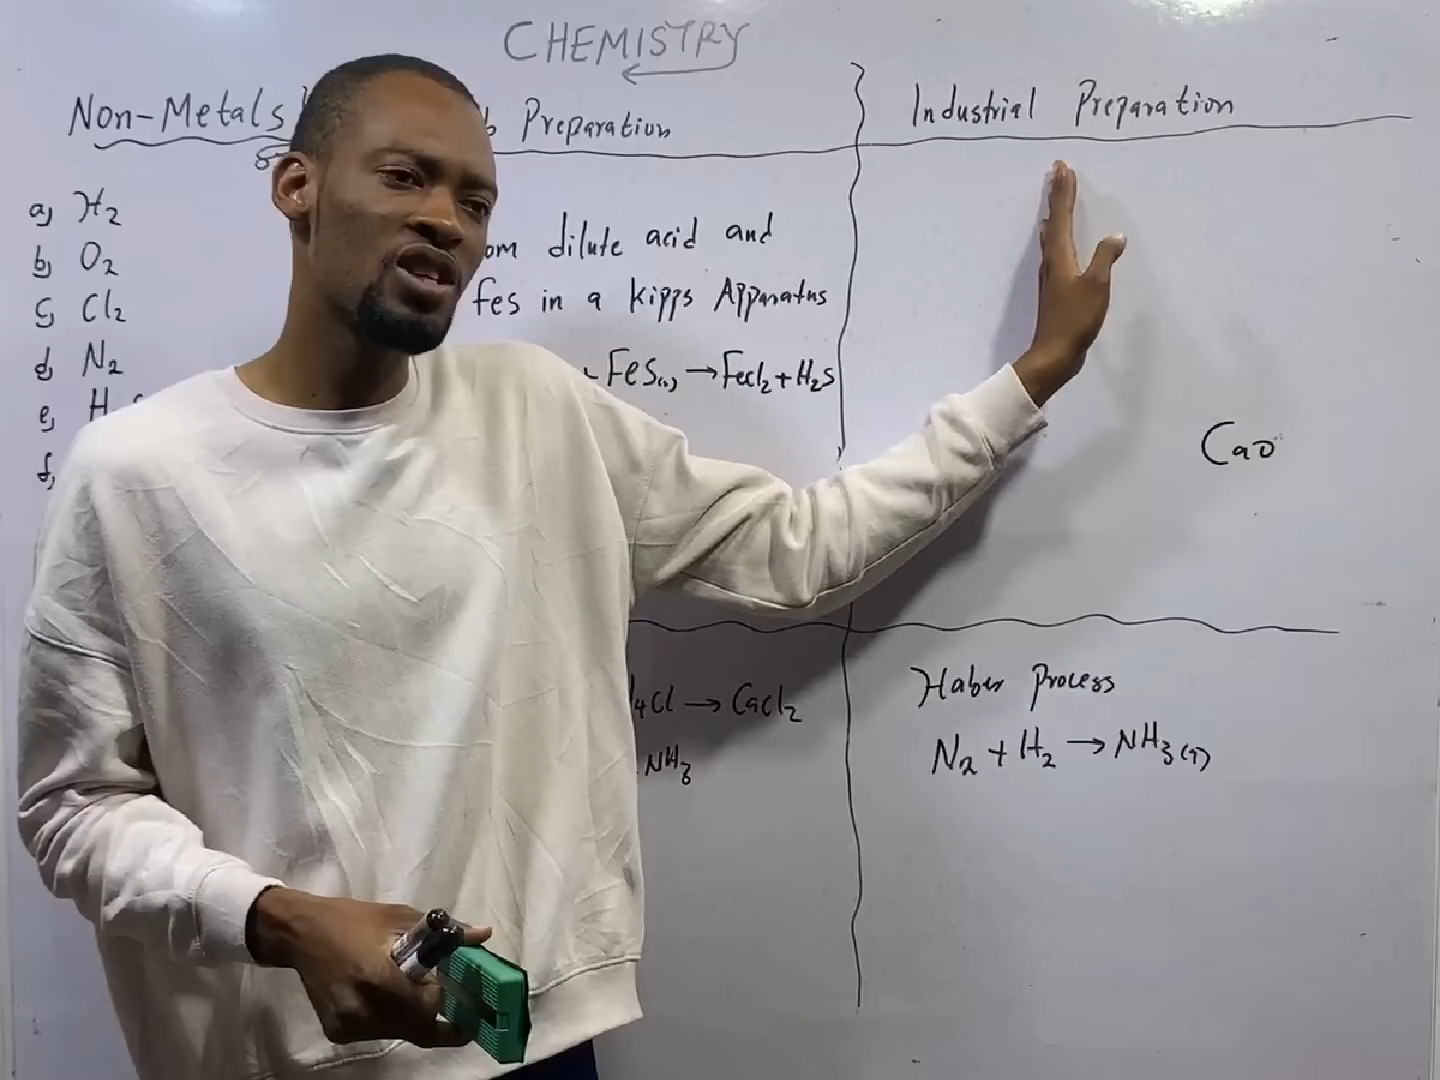 CHEMISTRY
Non-Metals
Preparation
Industrial Preparation
a, H2
b, O2
c, Cl2
d, N2
e, H
f,
om dilute acid and
fes in a Kipps Apparatus
FeS(s) → Fecl2 + H2S
Cao
4Cl → Cacl2
NH3
Haber Process
N2 + H2 → NH3(g)